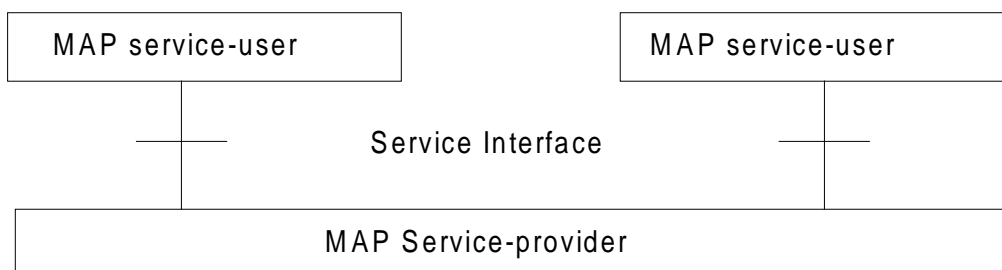 MAP service-user
MAP service-user
Service Interface
MAP Service-provider